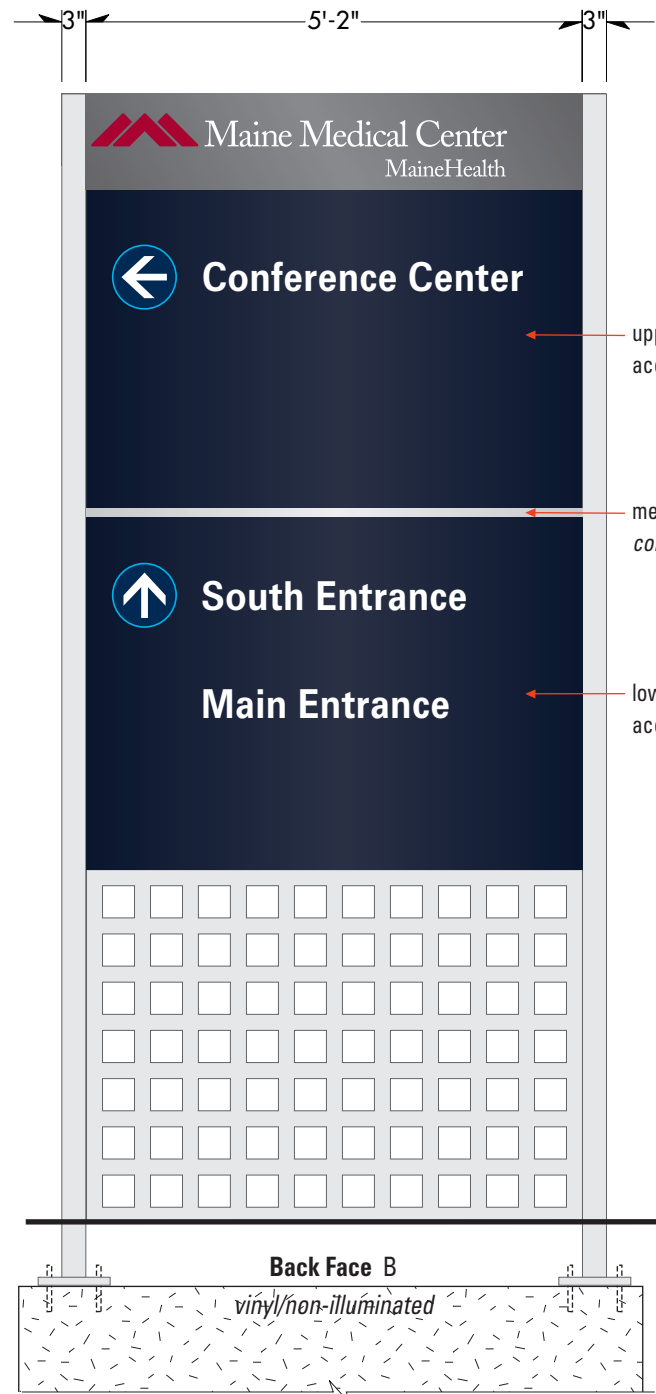 3" 5'-2" 3"
Maine Medical Center
MaineHealth
Conference Center
South Entrance
Main Entrance
Back Face B
vinyl/non-illuminated